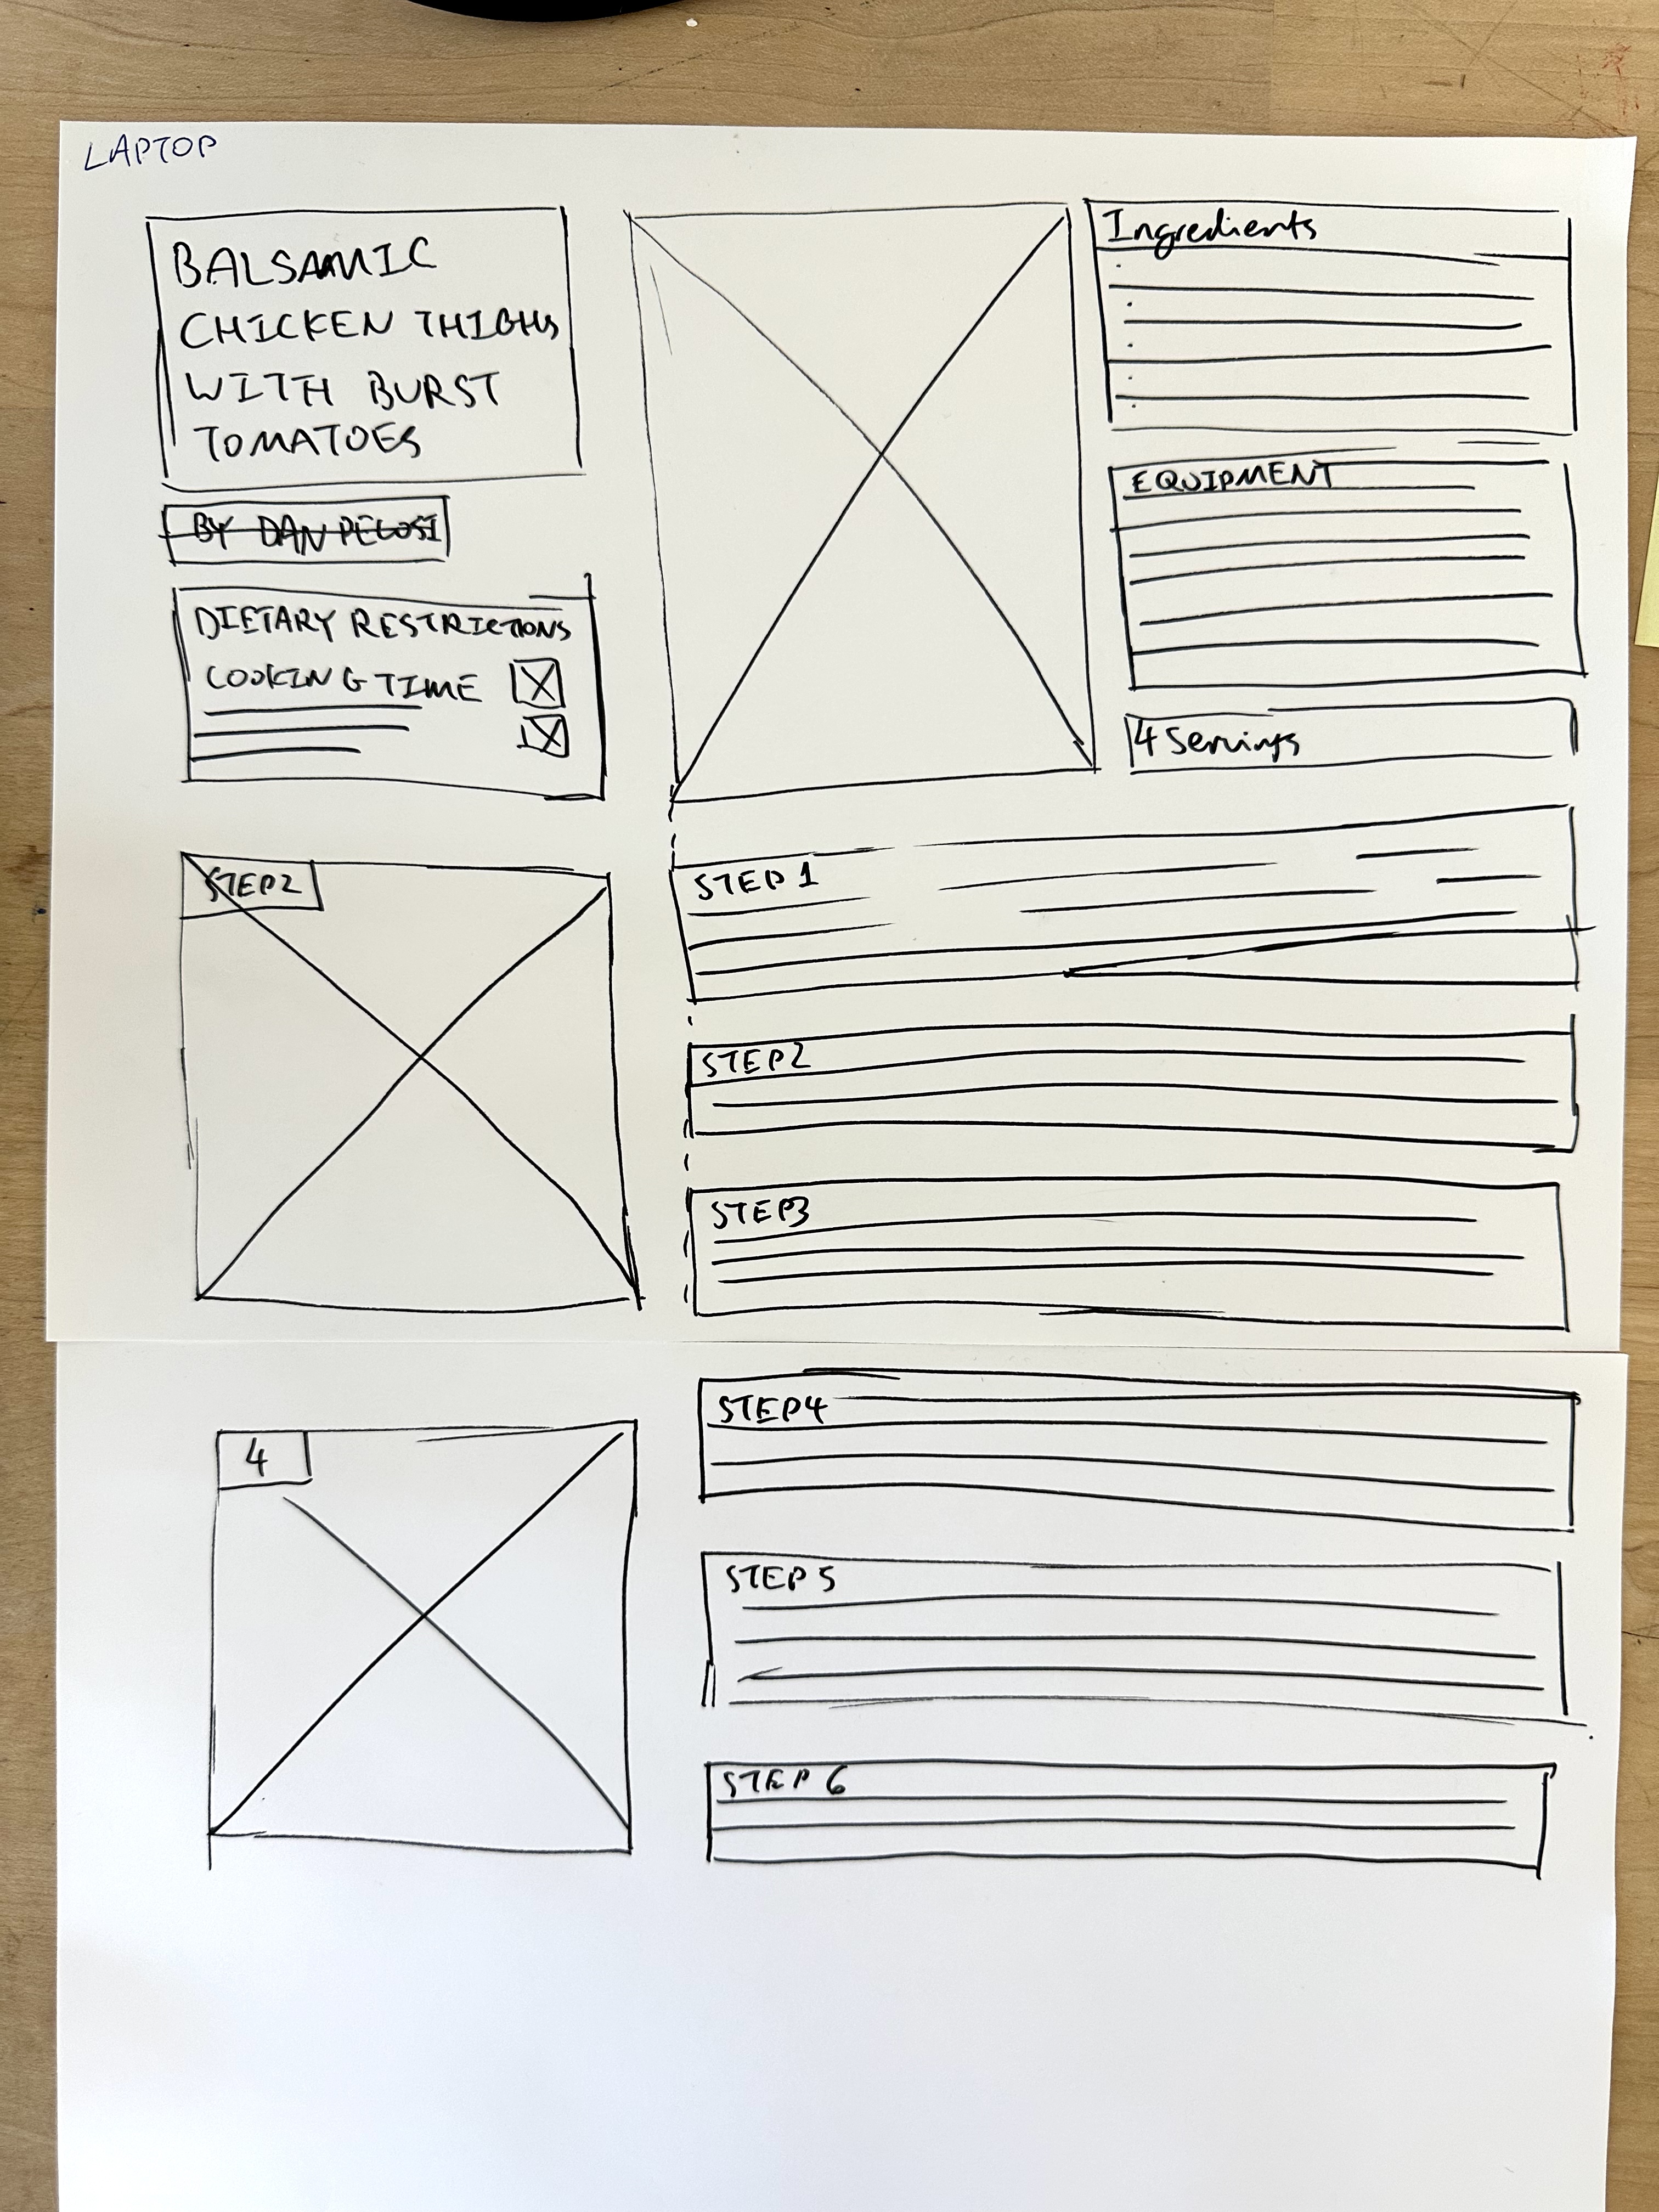 LAPTOP
BALSAMIC
CHICKEN THIGHS
WITH BURST
TOMATOES
BY DAN PELOSI
DIETARY RESTRICTIONS
COOKING TIME
Ingredients
EQUIPMENT
4 Servings
STEP 2
STEP 1
STEP 2
STEP 3
4
STEP 4
STEP 5
STEP 6